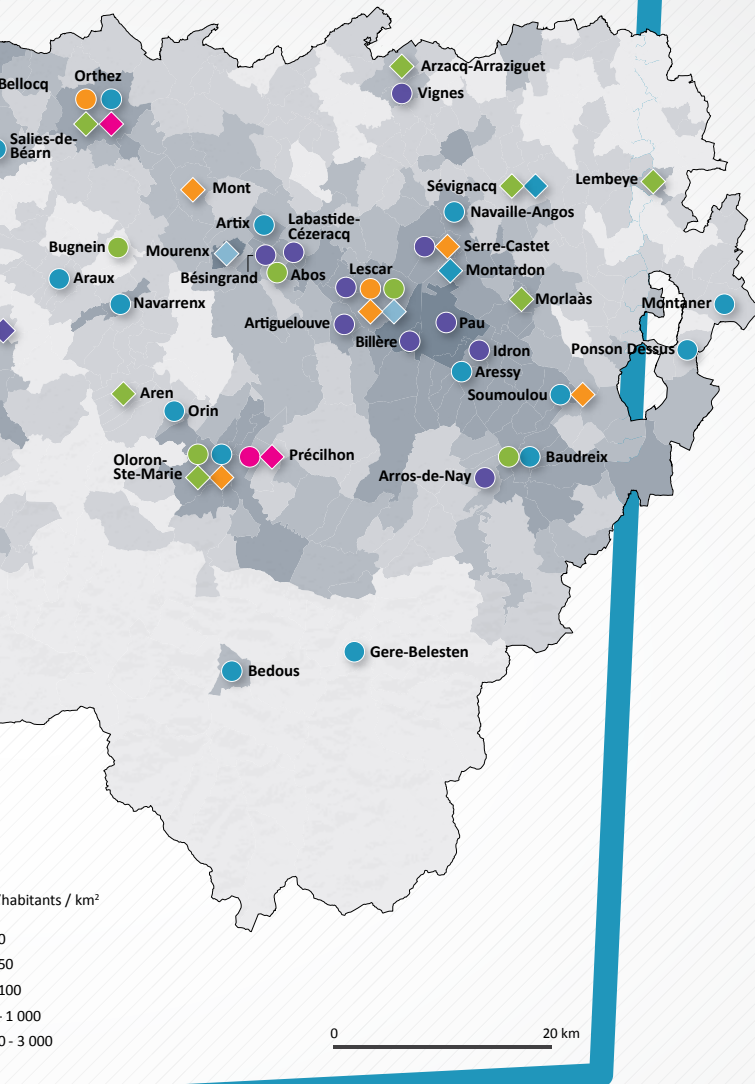 Orthez
Bellocq
Arzacq-Arraziguet
Vignes
Salies-de-
Béarn
Mont
Sévignacq
Lembeye
Artix
Labastide-
Cézeracq
Navaille-Angos
Bugnein
Mourenx
Serre-Castet
Araux
Bésingrand
Abos
Lescar
Montardon
Navarrenx
Morlaàs
Montaner
Artiguelouve
Pau
Billère
Idron
Ponson Dessus
Aressy
Aren
Soumoulou
Orin
Oloron-
Ste-Marie
Précilhon
Baudreix
Arros-de-Nay
Gere-Belesten
Bedous
'habitants / km²
0
50
100
- 1 000
0 - 3 000
0 20 km